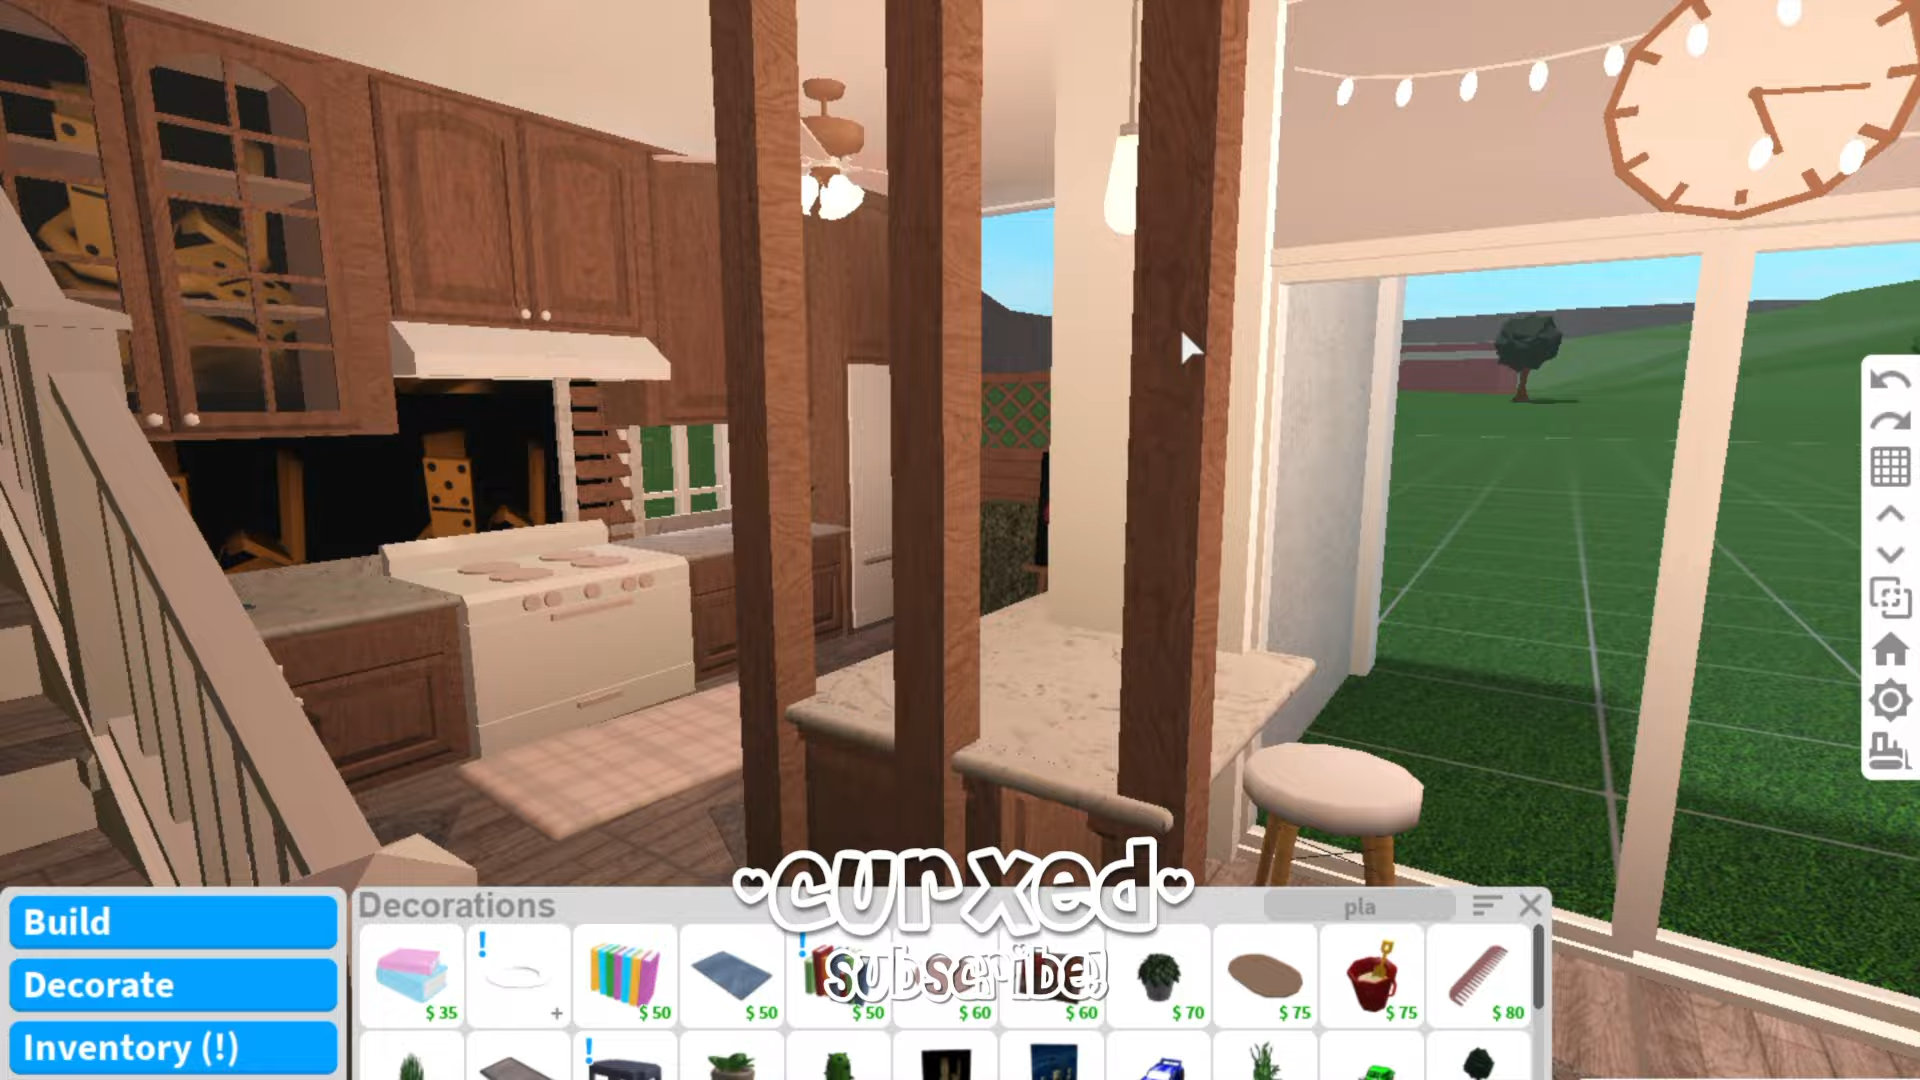 •curxed•
Build
Decorations
pla
Decorate
subscribe!
$ 35
+
$ 50
$ 50
$ 50
$ 60
$ 60
$ 70
$ 75
$ 75
$ 80
Inventory (!)